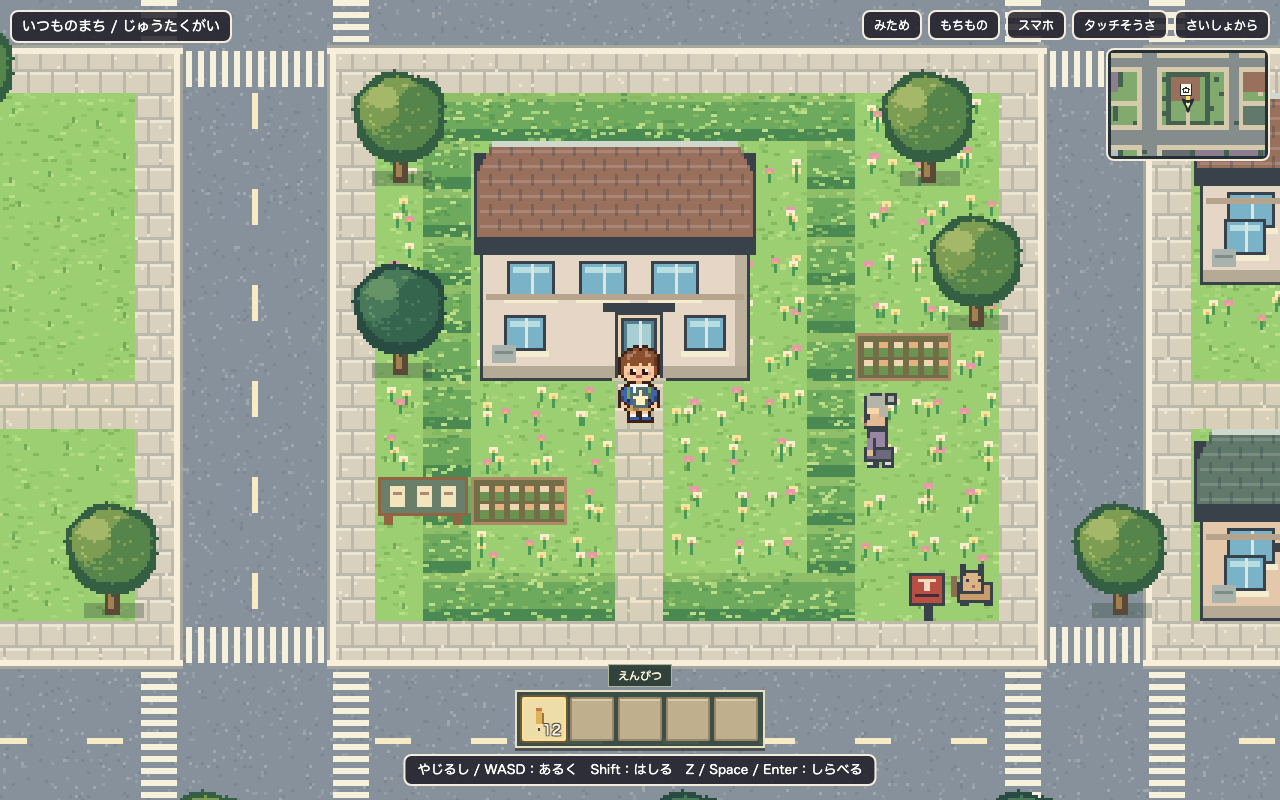 いつものまち / じゅうたくがい
みため
もちもの
スマホ
タッチそうさ
さいしょから
えんぴつ
12
やじるし / WASD：あるく　Shift：はしる　Z / Space / Enter：しらべる